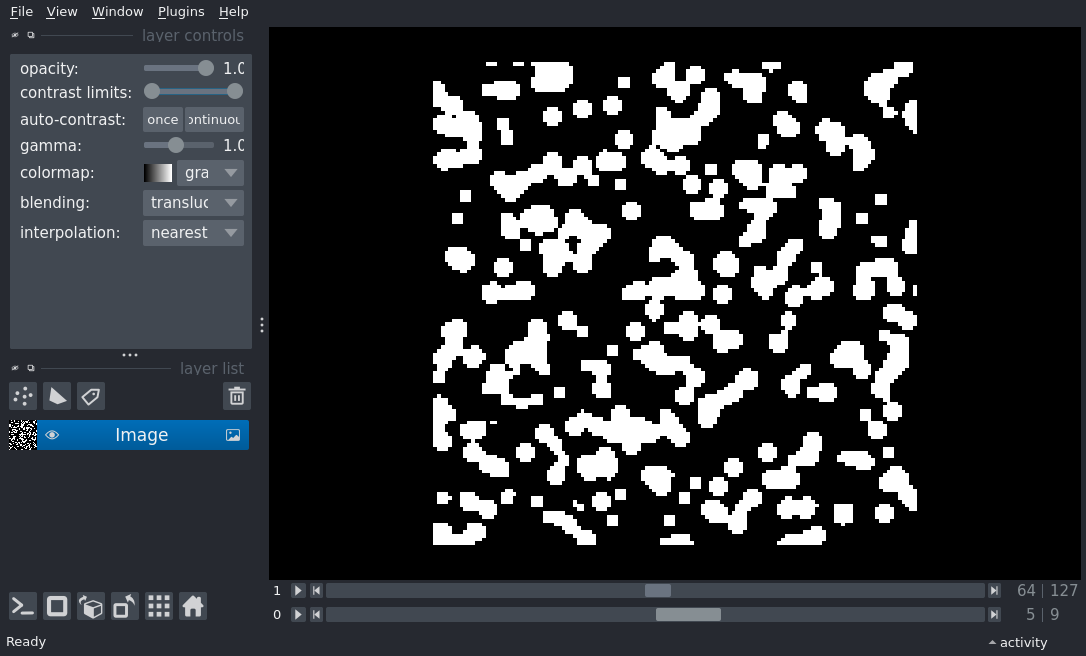 File View Window Plugins Help
layer controls
opacity: 1.0
contrast limits:
auto-contrast: once ontinuou
gamma: 1.0
colormap: gra
blending: transluc
interpolation: nearest
layer list
Image
1 64 | 127
0 5 | 9
Ready activity